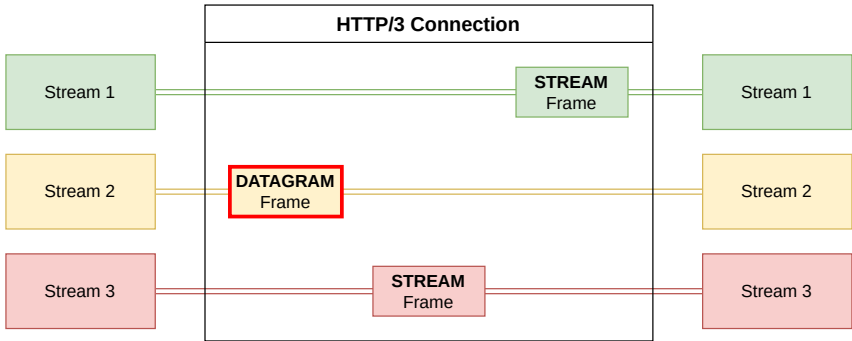 HTTP/3 Connection
Stream 1
STREAM
Frame
Stream 1
Stream 2
DATAGRAM
Frame
Stream 2
Stream 3
STREAM
Frame
Stream 3